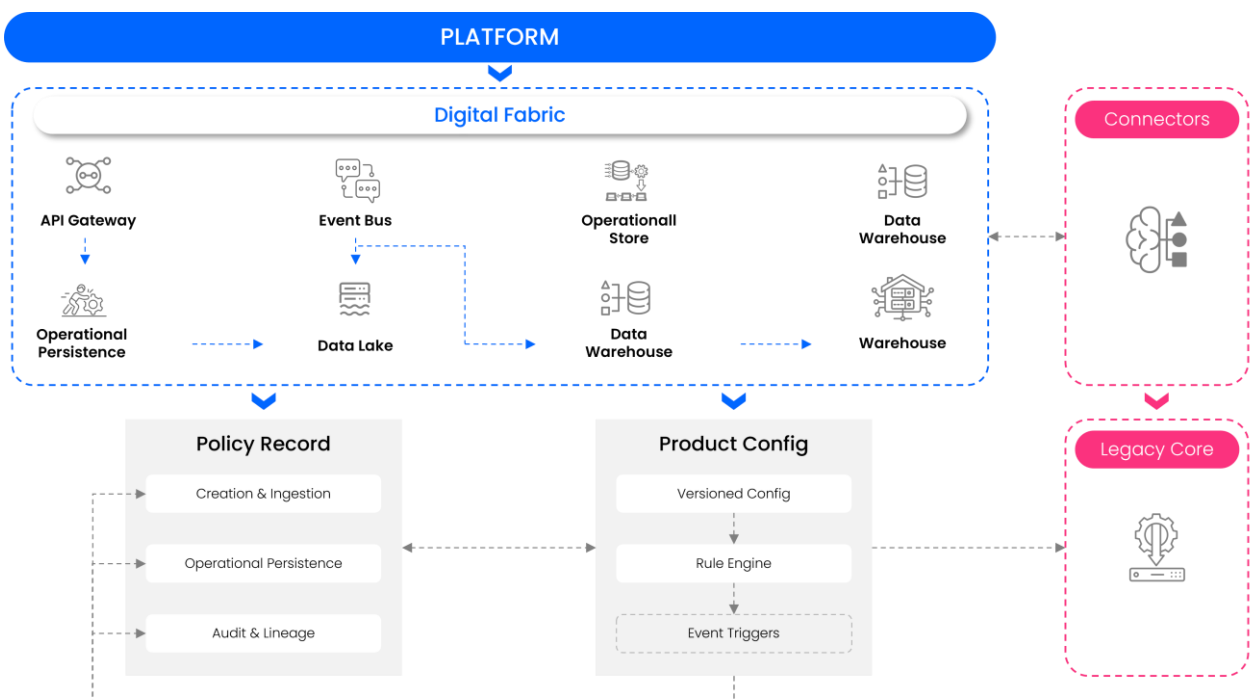 PLATFORM
Digital Fabric
Connectors
API Gateway
Event Bus
Operationall
Store
Data
Warehouse
Operational
Persistence
Data Lake
Data
Warehouse
Warehouse
Policy Record
Product Config
Legacy Core
Creation & Ingestion
Versioned Config
Operational Persistence
Rule Engine
Audit & Lineage
Event Triggers